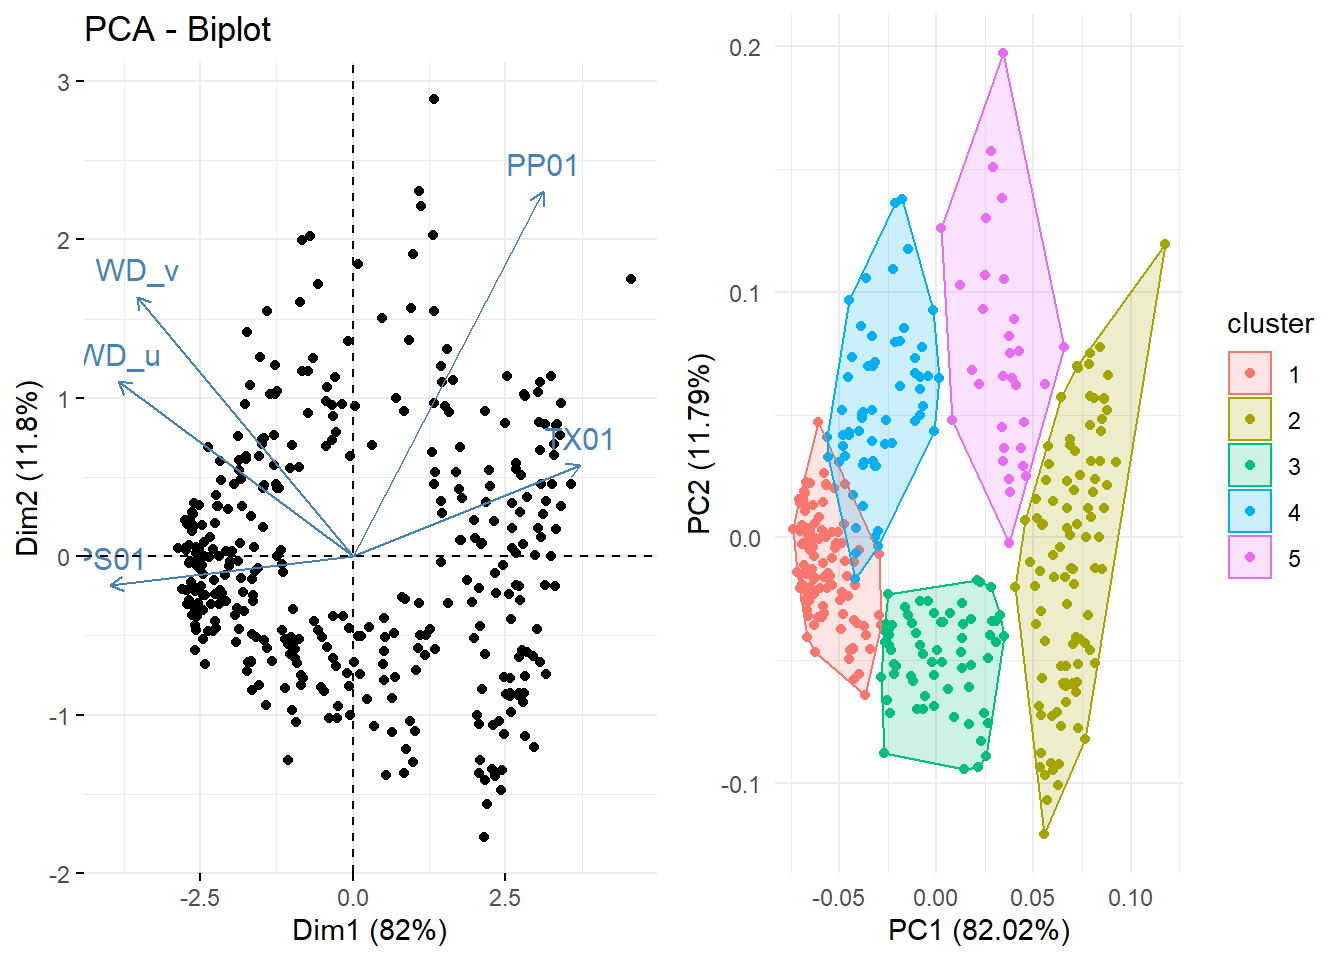 PCA - Biplot
3
2
1
0
-1
-2
-2.5
0.0
2.5
Dim1 (82%)
Dim2 (11.8%)
PP01
WD_v
WD_u
TX01
PS01
0.2
0.1
0.0
-0.1
-0.05
0.00
0.05
0.10
PC1 (82.02%)
PC2 (11.79%)
cluster
1
2
3
4
5